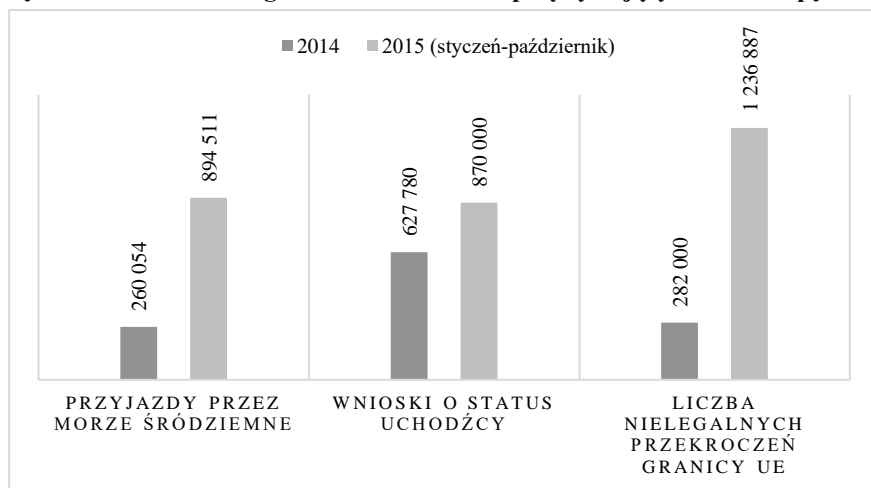 2014 2015 (styczeń-październik)
260 054
894 511
627 780
870 000
282 000
1 236 887
PRZYJAZDY PRZEZ
MORZE ŚRÓDZIEMNE
WNIOSKI O STATUS
UCHODŹCY
LICZBA
NIELEGALNYCH
PRZEKROCZEŃ
GRANICY UE